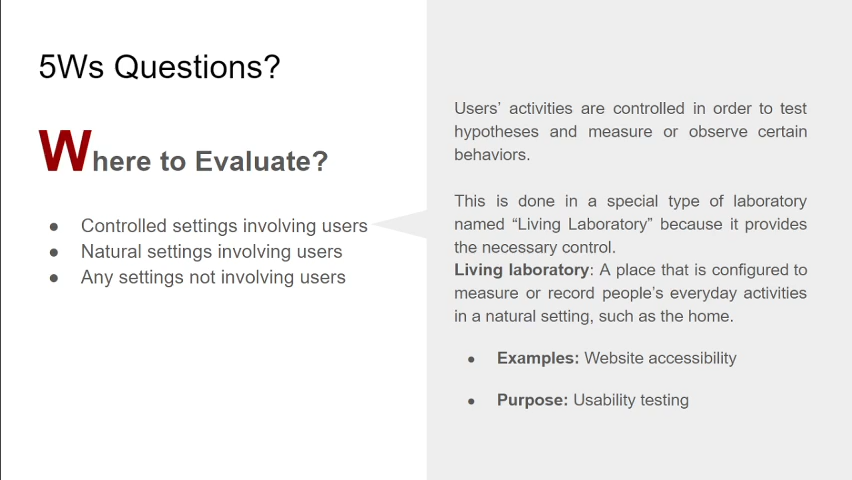 5Ws Questions?
Where to Evaluate?
● Controlled settings involving users
● Natural settings involving users
● Any settings not involving users
Users’ activities are controlled in order to test
hypotheses and measure or observe certain
behaviors.
This is done in a special type of laboratory
named “Living Laboratory” because it provides
the necessary control.
Living laboratory: A place that is configured to
measure or record people’s everyday activities
in a natural setting, such as the home.
● Examples: Website accessibility
● Purpose: Usability testing